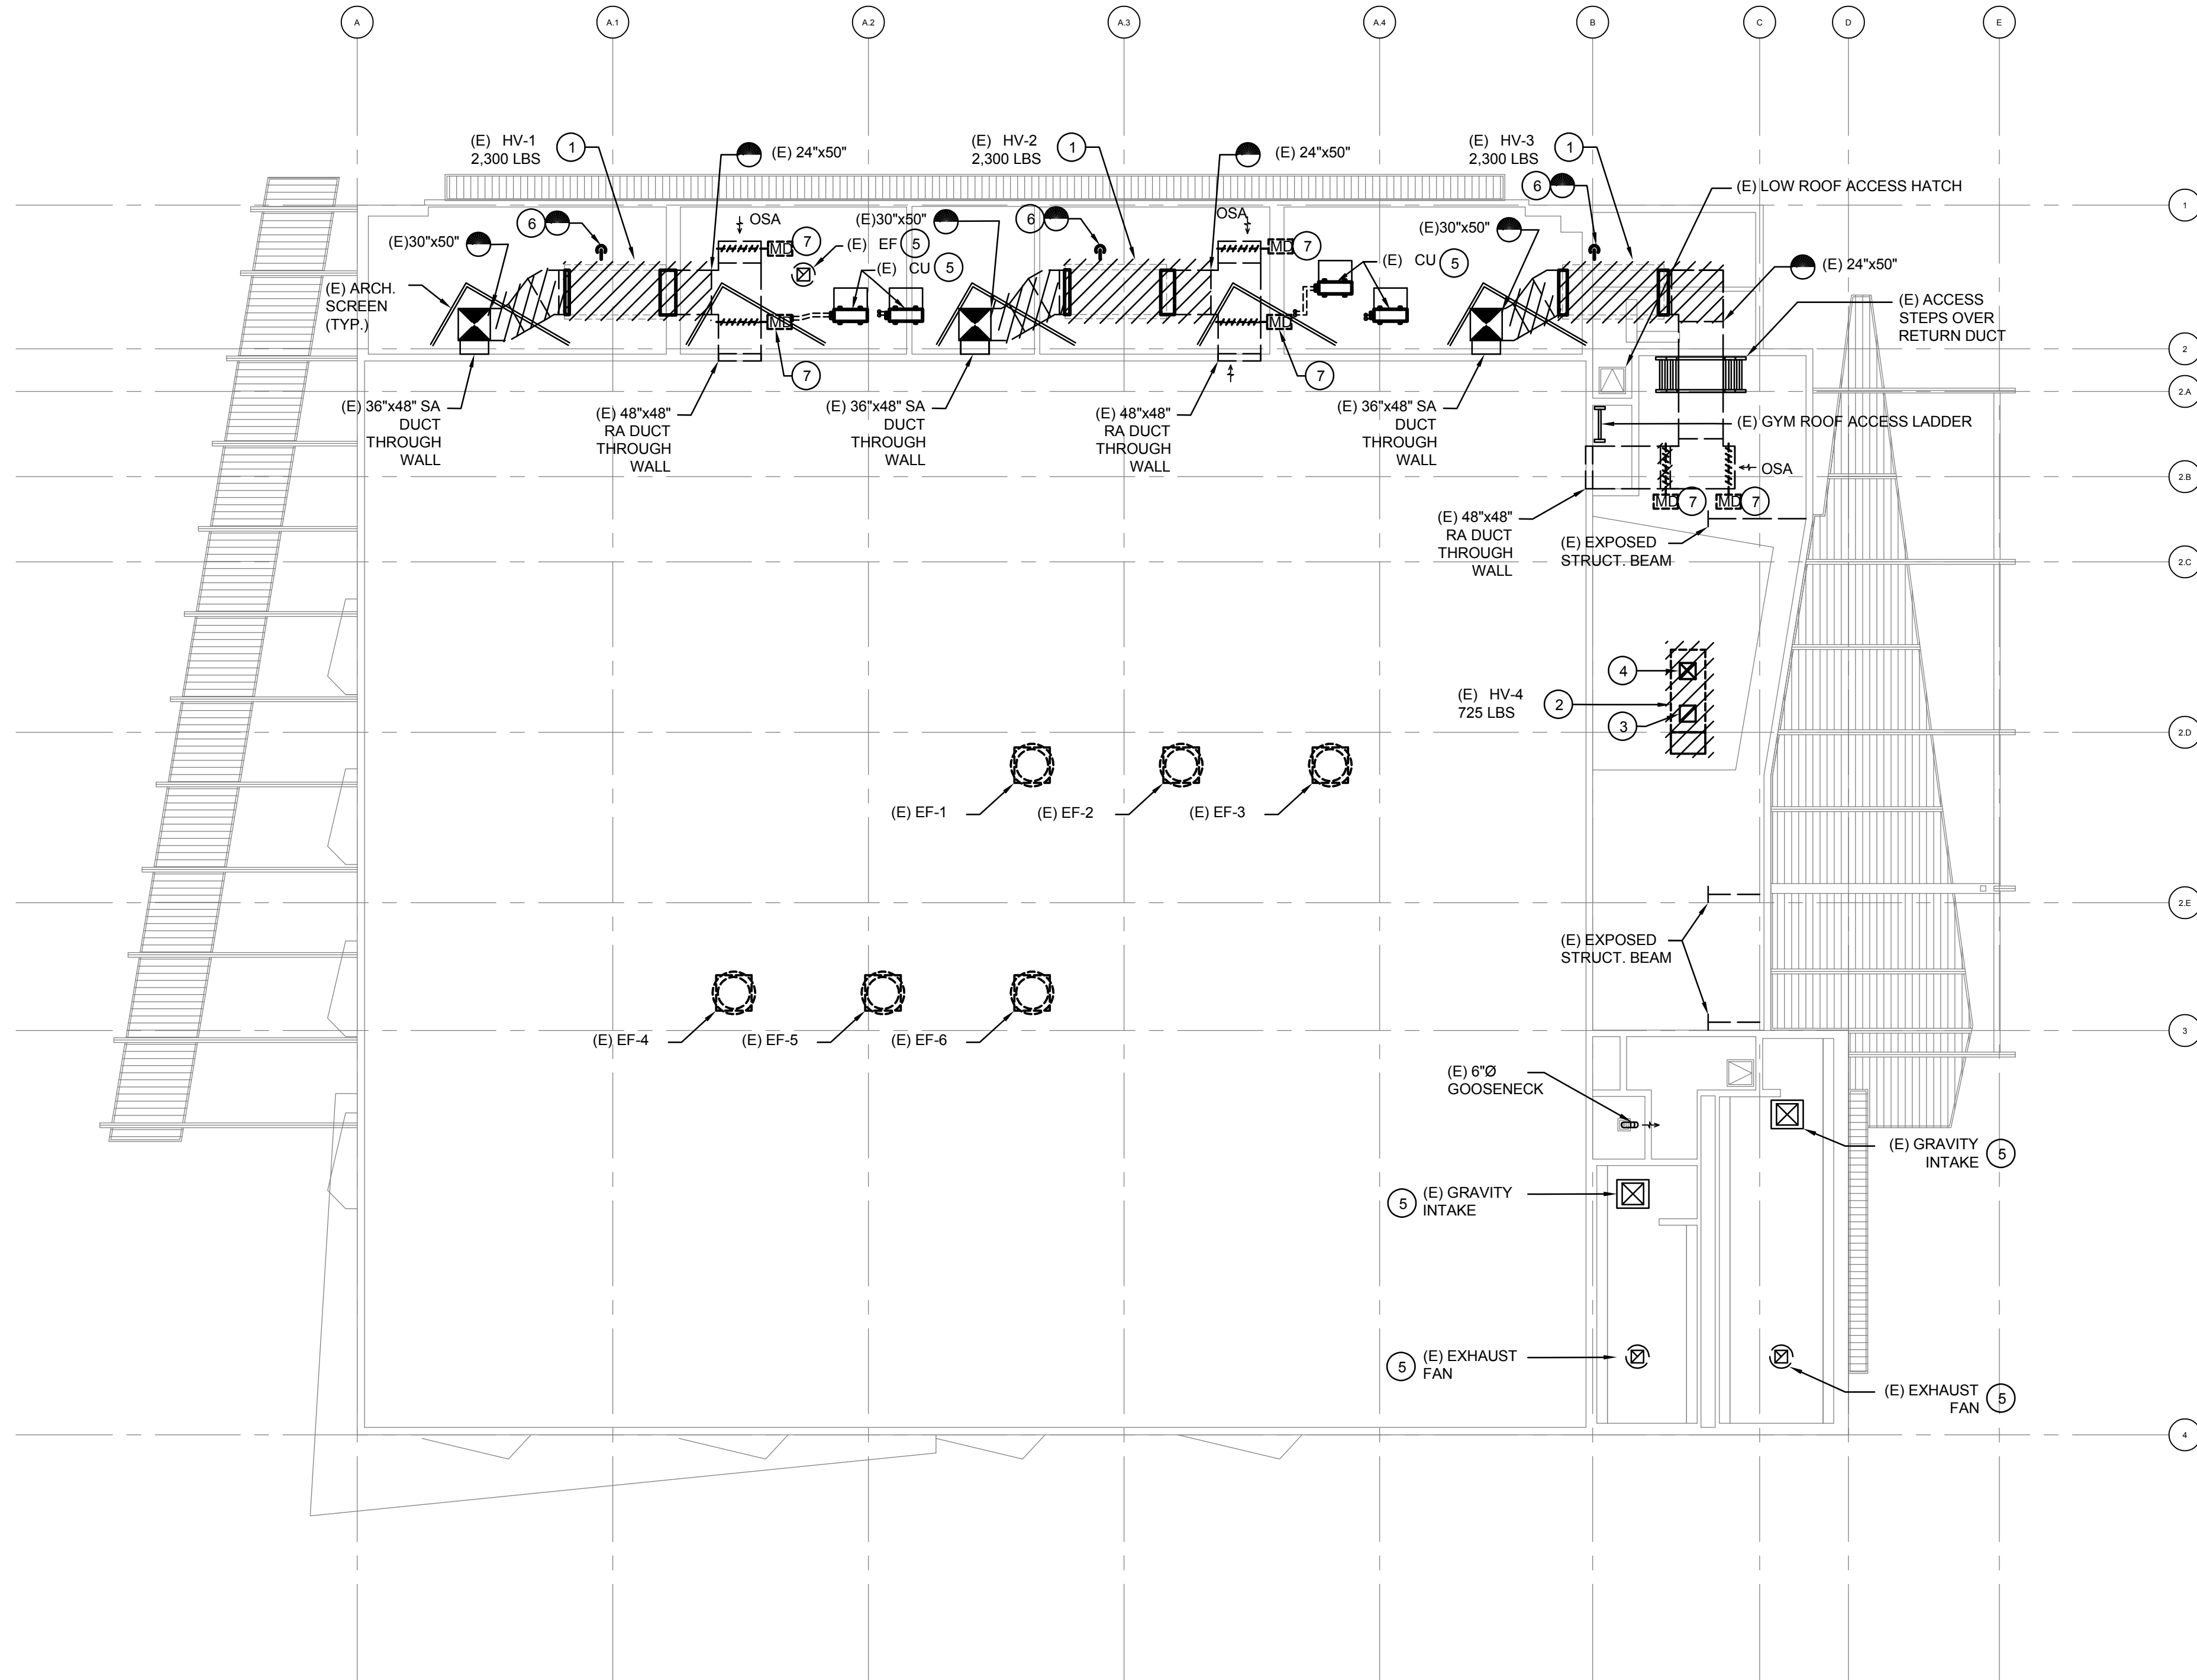 A
A.1
A.2
A.3
A.4
B
C
D
E
(E) HV-1
2,300 LBS
1
(E) 24"x50"
(E) HV-2
2,300 LBS
1
(E) 24"x50"
(E) HV-3
2,300 LBS
1
6
(E) LOW ROOF ACCESS HATCH
1
(E)30"x50"
6
OSA
MD
7
(E) EF
5
(E) CU
5
(E)30"x50"
6
OSA
MD
7
(E) CU
5
(E)30"x50"
(E) 24"x50"
(E) ARCH.
SCREEN
(TYP.)
MD
7
MD
7
(E) ACCESS
STEPS OVER
RETURN DUCT
2
2.A
(E) 36"x48" SA
DUCT
THROUGH
WALL
(E) 48"x48"
RA DUCT
THROUGH
WALL
(E) 36"x48" SA
DUCT
THROUGH
WALL
(E) 48"x48"
RA DUCT
THROUGH
WALL
(E) 36"x48" SA
DUCT
THROUGH
WALL
(E) GYM ROOF ACCESS LADDER
OSA
2.B
MD
7
MD
7
(E) 48"x48"
RA DUCT
THROUGH
WALL
(E) EXPOSED
STRUCT. BEAM
2.C
4
(E) HV-4
725 LBS
2
3
2.D
(E) EF-1
(E) EF-2
(E) EF-3
2.E
(E) EXPOSED
STRUCT. BEAM
(E) EF-4
(E) EF-5
(E) EF-6
3
(E) 6"Ø
GOOSENECK
(E) GRAVITY
INTAKE
5
5
(E) GRAVITY
INTAKE
5
(E) EXHAUST
FAN
(E) EXHAUST
FAN
5
4